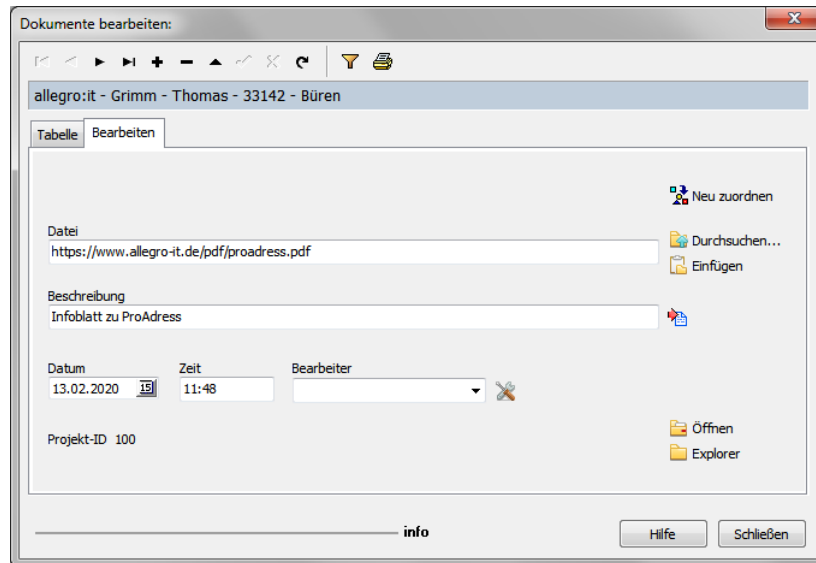 Dokumente bearbeiten:
allegro:it - Grimm - Thomas - 33142 - Büren
Tabelle Bearbeiten
Neu zuordnen
Datei
https://www.allegro-it.de/pdf/proadress.pdf
Durchsuchen...
Einfügen
Beschreibung
Infoblatt zu ProAdress
Datum Zeit Bearbeiter
13.02.2020 15 11:48
Öffnen
Projekt-ID 100
Explorer
info Hilfe Schließen